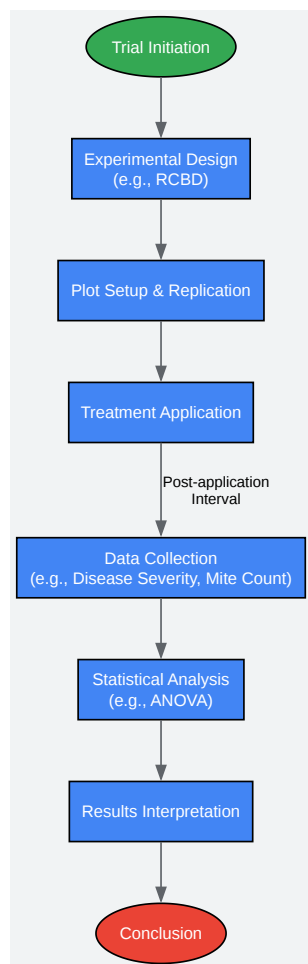 Trial Initiation
Experimental Design
(e.g., RCBD)
Plot Setup & Replication
Treatment Application
Post-application
Interval
Data Collection
(e.g., Disease Severity, Mite Count)
Statistical Analysis
(e.g., ANOVA)
Results Interpretation
Conclusion